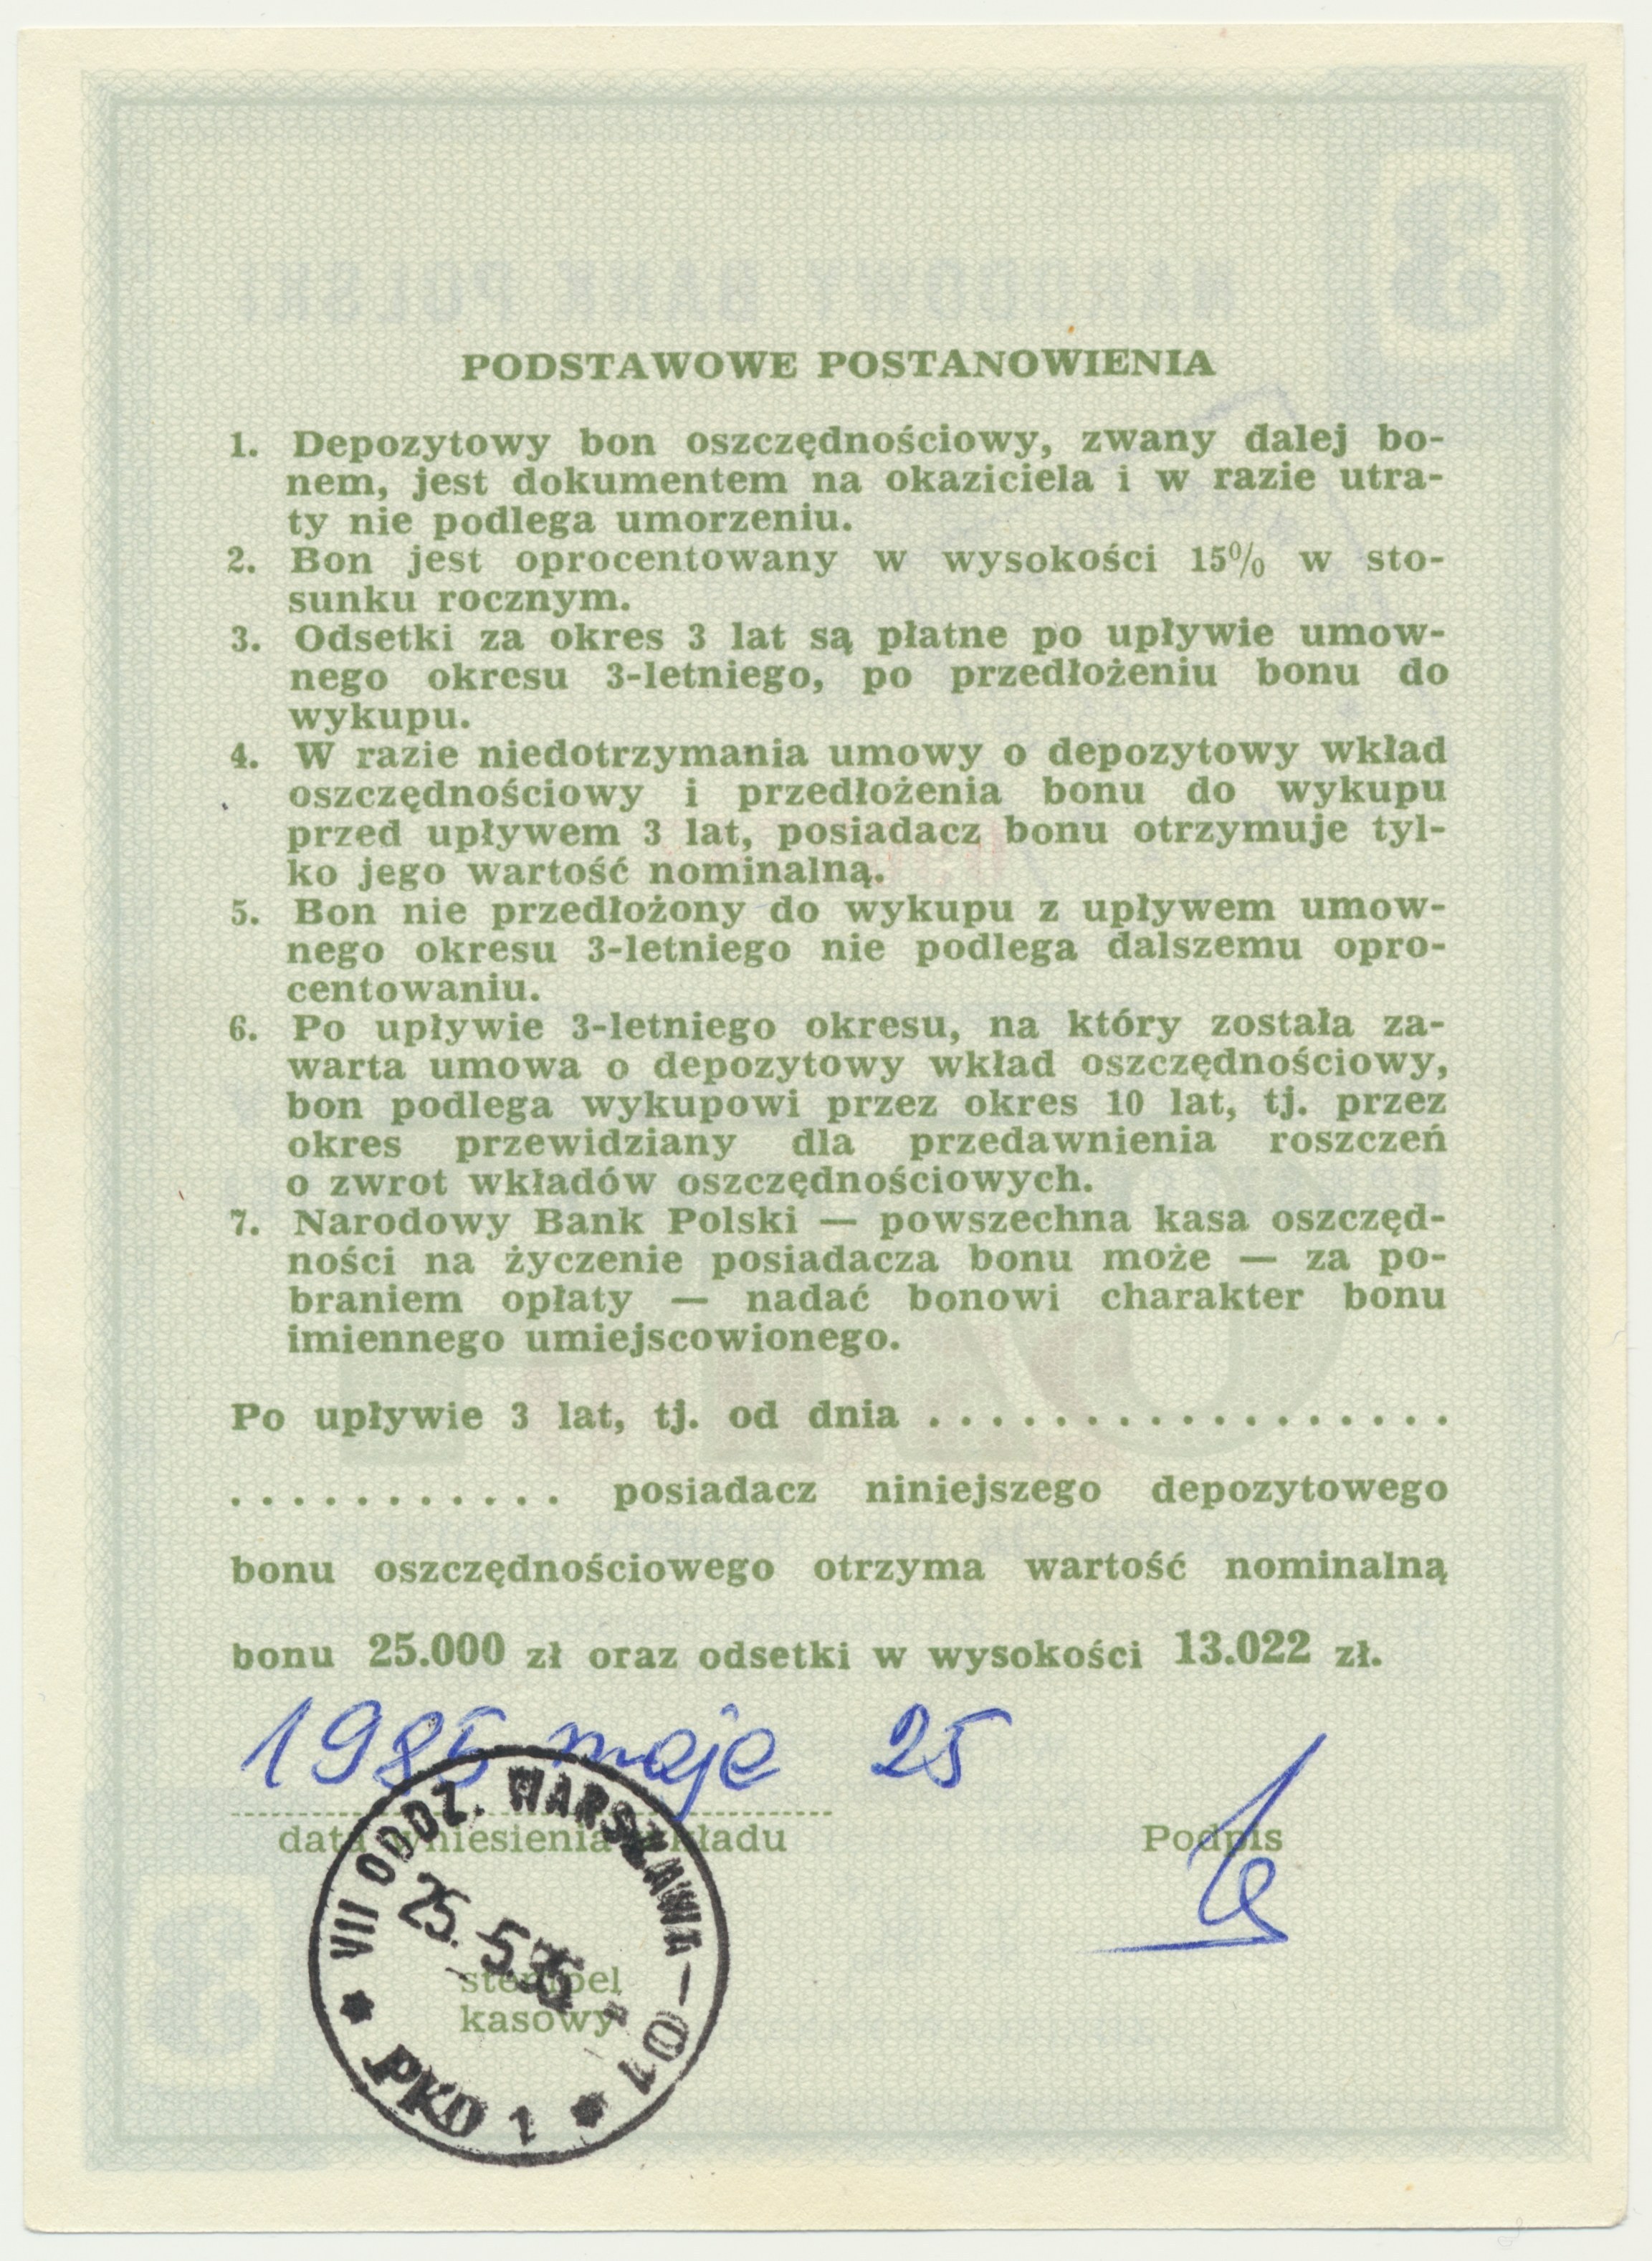 PODSTAWOWE POSTANOWIENIA
1. Depozytowy bon oszczędnościowy, zwany dalej bo-
nem, jest dokumentem na okaziciela i w razie utra-
ty nie podlega umorzeniu.
2. Bon jest oprocentowany w wysokości 15% w sto-
sunku rocznym.
3. Odsetki za okres 3 lat są płatne po upływie umow-
nego okresu 3-letniego, po przedłożeniu bonu do
wykupu.
4. W razie niedotrzymania umowy o depozytowy wkład
oszczędnościowy i przedłożenia bonu do wykupu
przed upływem 3 lat, posiadacz bonu otrzymuje tyl-
ko jego wartość nominalną.
5. Bon nie przedłożony do wykupu z upływem umow-
nego okresu 3-letniego nie podlega dalszemu opro-
centowaniu.
6. Po upływie 3-letniego okresu, na który została za-
warta umowa o depozytowy wkład oszczędnościowy,
bon podlega wykupowi przez okres 10 lat, tj. przez
okres przewidziany dla przedawnienia roszczeń
o zwrot wkładów oszczędnościowych.
7. Narodowy Bank Polski — powszechna kasa oszczęd-
ności na życzenie posiadacza bonu może — za po-
braniem opłaty — nadać bonowi charakter bonu
imiennego umiejscowionego.
Po upływie 3 lat, tj. od dnia . . . . . . . . . . . . . . . . .
. . . . . . . . . . . posiadacz niniejszego depozytowego
bonu oszczędnościowego otrzyma wartość nominalną
bonu 25.000 zł oraz odsetki w wysokości 13.022 zł.
1985 maja 25
data wniesienia wkładu
Podpis
VII ODDZ. WARSZAWA-01
25. 5.85
stempel
kasowy
PKO 1